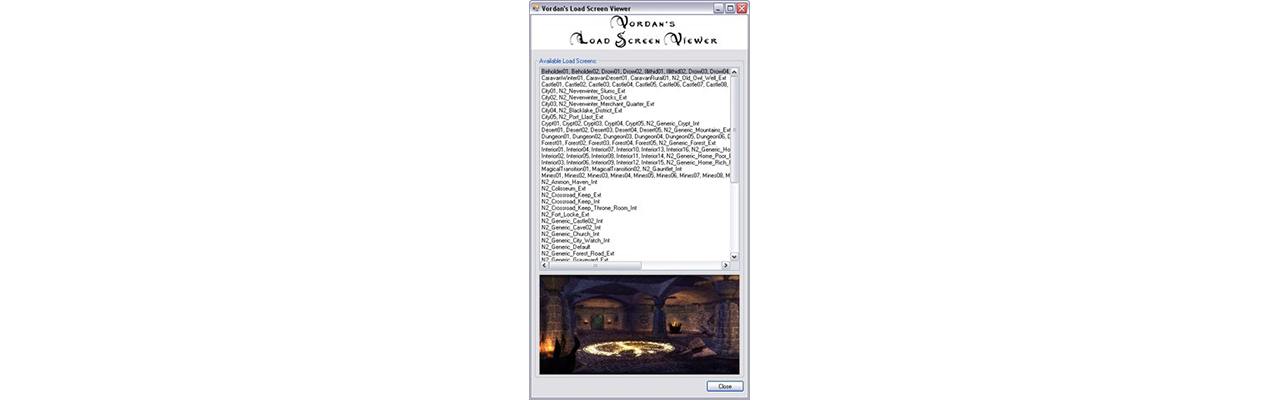 Vordan's Load Screen Viewer
Vordan's
Load Screen Viewer
Available Load Screens:
Beholder01, Beholder02, Drow01, Drow02, Illithid01, Illithid02, Drow03, Drow04,
CaravanWinter01, CaravanDesert01, CaravanRural01, N2_Old_Owl_Well_Ext
Castle01, Castle02, Castle03, Castle04, Castle05, Castle06, Castle07, Castle08,
City01, N2_Neverwinter_Slums_Ext
City02, N2_Neverwinter_Docks_Ext
City03, N2_Neverwinter_Merchant_Quarter_Ext
City04, N2_Blacklake_District_Ext
City05, N2_Port_Llast_Ext
Crypt01, Crypt02, Crypt03, Crypt04, Crypt05, N2_Generic_Crypt_Int
Desert01, Desert02, Desert03, Desert04, Desert05, N2_Generic_Mountains_Ext
Dungeon01, Dungeon02, Dungeon03, Dungeon04, Dungeon05, Dungeon06, D
Forest01, Forest02, Forest03, Forest04, Forest05, N2_Generic_Forest_Ext
Interior01, Interior04, Interior07, Interior10, Interior13, Interior16, N2_Generic_Ho
Interior02, Interior05, Interior08, Interior11, Interior14, N2_Generic_Home_Poor_I
Interior03, Interior06, Interior09, Interior12, Interior15, N2_Generic_Home_Rich_I
MagicalTransition01, MagicalTransition02, N2_Gauntlet_Int
Mines01, Mines02, Mines03, Mines04, Mines05, Mines06, Mines07, Mines08, M
N2_Ammon_Haven_Int
N2_Coliseum_Ext
N2_Crossroad_Keep_Ext
N2_Crossroad_Keep_Int
N2_Crossroad_Keep_Throne_Room_Int
N2_Fort_Locke_Ext
N2_Generic_Castle02_Int
N2_Generic_Cave02_Int
N2_Generic_Church_Int
N2_Generic_City_Watch_Int
N2_Generic_Default
N2_Generic_Forest_Road_Ext
N2_Generic_Graveyard_Ext
Close